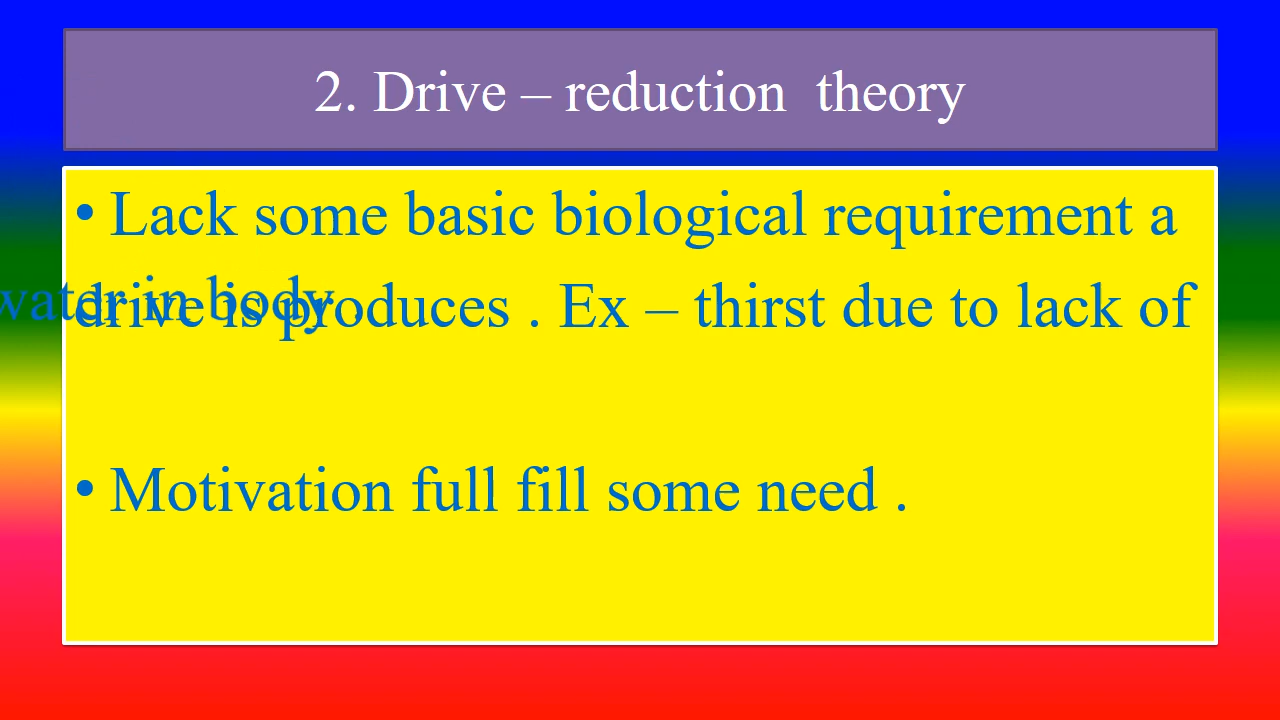 2. Drive – reduction  theory
• Lack some basic biological requirement a
drive is produces . Ex – thirst due to lack of
water in body .
• Motivation full fill some need .